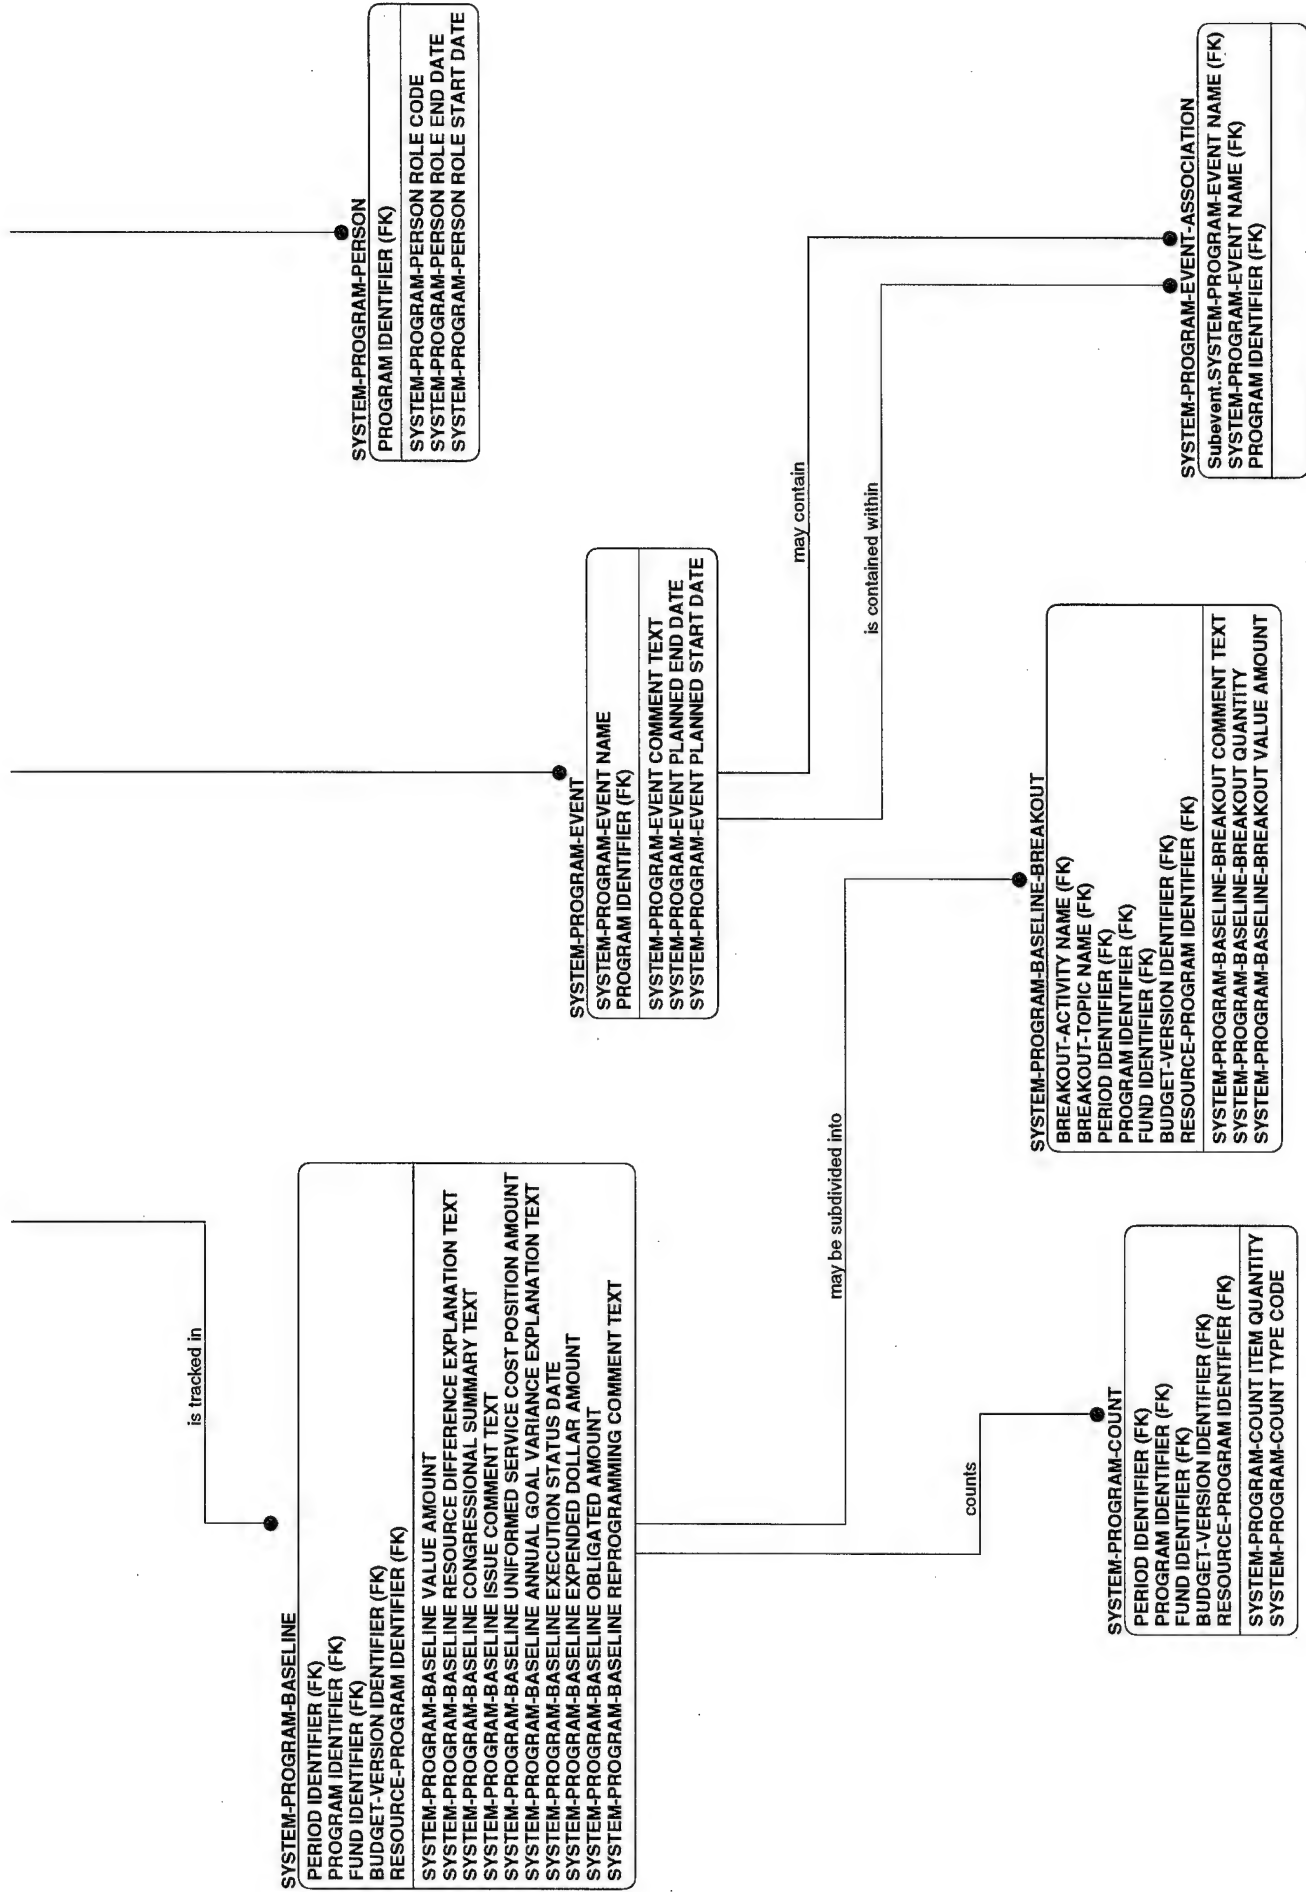 is tracked in
SYSTEM-PROGRAM-BASELINE
PERIOD IDENTIFIER (FK)
PROGRAM IDENTIFIER (FK)
FUND IDENTIFIER (FK)
BUDGET-VERSION IDENTIFIER (FK)
RESOURCE-PROGRAM IDENTIFIER (FK)
SYSTEM-PROGRAM-BASELINE VALUE AMOUNT
SYSTEM-PROGRAM-BASELINE RESOURCE DIFFERENCE EXPLANATION TEXT
SYSTEM-PROGRAM-BASELINE CONGRESSIONAL SUMMARY TEXT
SYSTEM-PROGRAM-BASELINE ISSUE COMMENT TEXT
SYSTEM-PROGRAM-BASELINE UNIFORMED SERVICE COST POSITION AMOUNT
SYSTEM-PROGRAM-BASELINE ANNUAL GOAL VARIANCE EXPLANATION TEXT
SYSTEM-PROGRAM-BASELINE EXECUTION STATUS DATE
SYSTEM-PROGRAM-BASELINE EXPENDED DOLLAR AMOUNT
SYSTEM-PROGRAM-BASELINE OBLIGATED AMOUNT
SYSTEM-PROGRAM-BASELINE REPROGRAMMING COMMENT TEXT
SYSTEM-PROGRAM-EVENT
SYSTEM-PROGRAM-EVENT NAME
PROGRAM IDENTIFIER (FK)
SYSTEM-PROGRAM-EVENT COMMENT TEXT
SYSTEM-PROGRAM-EVENT PLANNED END DATE
SYSTEM-PROGRAM-EVENT PLANNED START DATE
SYSTEM-PROGRAM-PERSON
PROGRAM IDENTIFIER (FK)
SYSTEM-PROGRAM-PERSON ROLE CODE
SYSTEM-PROGRAM-PERSON ROLE END DATE
SYSTEM-PROGRAM-PERSON ROLE START DATE
may be subdivided into
counts
may contain
is contained within
SYSTEM-PROGRAM-COUNT
PERIOD IDENTIFIER (FK)
PROGRAM IDENTIFIER (FK)
FUND IDENTIFIER (FK)
BUDGET-VERSION IDENTIFIER (FK)
RESOURCE-PROGRAM IDENTIFIER (FK)
SYSTEM-PROGRAM-COUNT ITEM QUANTITY
SYSTEM-PROGRAM-COUNT TYPE CODE
SYSTEM-PROGRAM-BASELINE-BREAKOUT
BREAKOUT-ACTIVITY NAME (FK)
BREAKOUT-TOPIC NAME (FK)
PERIOD IDENTIFIER (FK)
PROGRAM IDENTIFIER (FK)
FUND IDENTIFIER (FK)
BUDGET-VERSION IDENTIFIER (FK)
RESOURCE-PROGRAM IDENTIFIER (FK)
SYSTEM-PROGRAM-BASELINE-BREAKOUT COMMENT TEXT
SYSTEM-PROGRAM-BASELINE-BREAKOUT QUANTITY
SYSTEM-PROGRAM-BASELINE-BREAKOUT VALUE AMOUNT
SYSTEM-PROGRAM-EVENT-ASSOCIATION
Subevent.SYSTEM-PROGRAM-EVENT NAME (FK)
SYSTEM-PROGRAM-EVENT NAME (FK)
PROGRAM IDENTIFIER (FK)